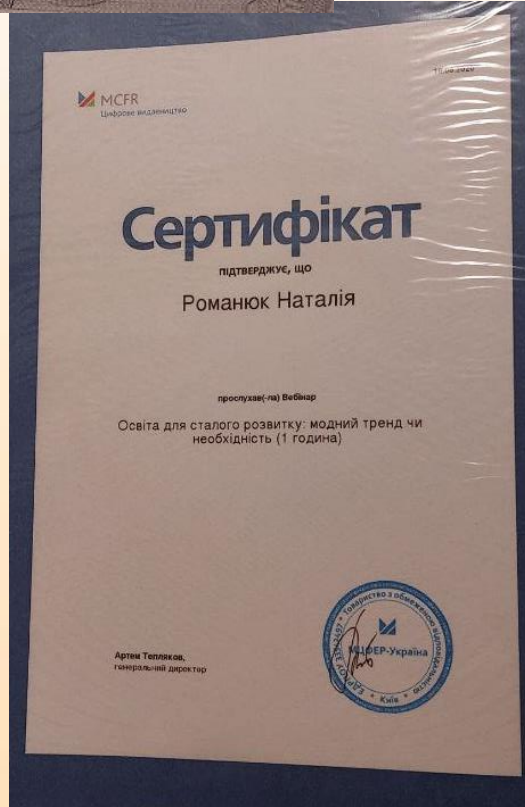 MCFR
Цифрове видавництво
Сертифікат
підтверджує, що
Романюк Наталія
прослухав(-ла) Вебінар
Освіта для сталого розвитку: модний тренд чи
необхідність (1 година)
Артем Тепляков,
генеральний директор
Товариство з обмеженою відповідальністю
МЦФЕР-Україна
Київ